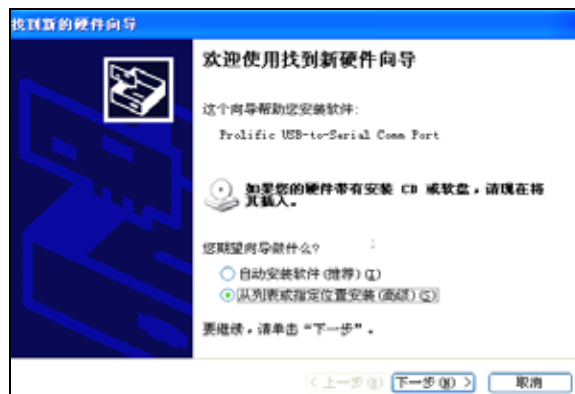 找到新的硬件向导
欢迎使用找到新硬件向导
这个向导帮助您安装软件:
Prolific USB-to-Serial Comm Port
如果您的硬件带有安装 CD 或软盘，请现在将
其插入。
您期望向导做什么?
自动安装软件(推荐)(I)
从列表或指定位置安装(高级)(S)
要继续，请单击“下一步”。
< 上一步(B) 下一步(N) > 取消